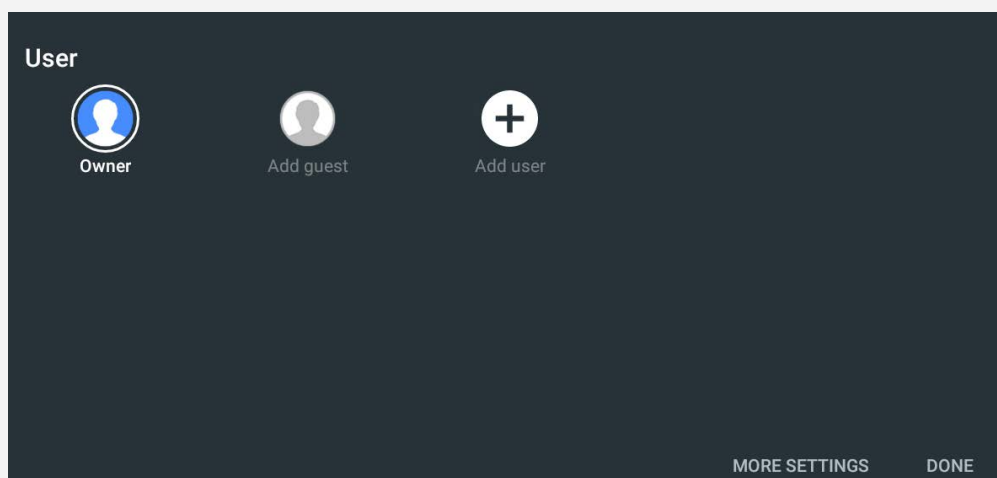 User
Owner
Add guest
Add user
MORE SETTINGS
DONE